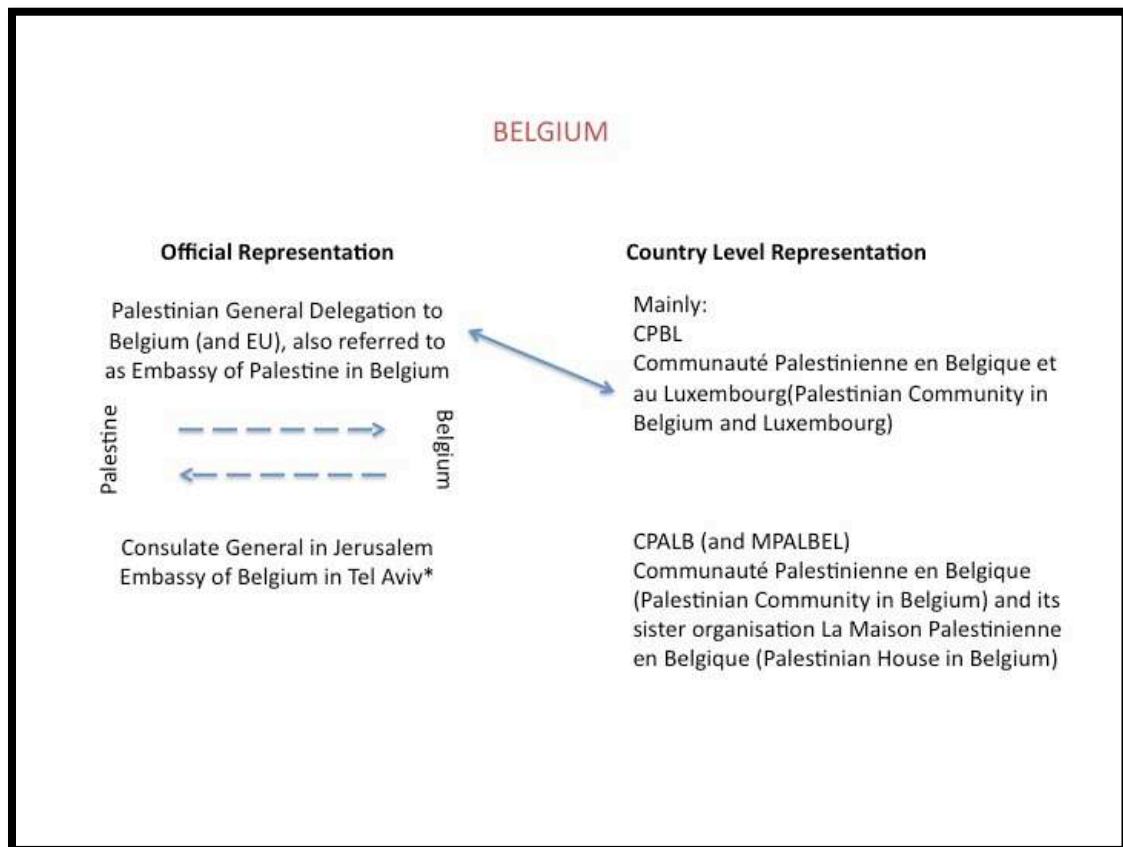 BELGIUM
Official Representation
Palestinian General Delegation to
Belgium (and EU), also referred to
as Embassy of Palestine in Belgium
Palestine
Belgium
Consulate General in Jerusalem
Embassy of Belgium in Tel Aviv*
Country Level Representation
Mainly:
CPBL
Communauté Palestinienne en Belgique et
au Luxembourg(Palestinian Community in
Belgium and Luxembourg)
CPALB (and MPALBEL)
Communauté Palestinienne en Belgique
(Palestinian Community in Belgium) and its
sister organisation La Maison Palestinienne
en Belgique (Palestinian House in Belgium)